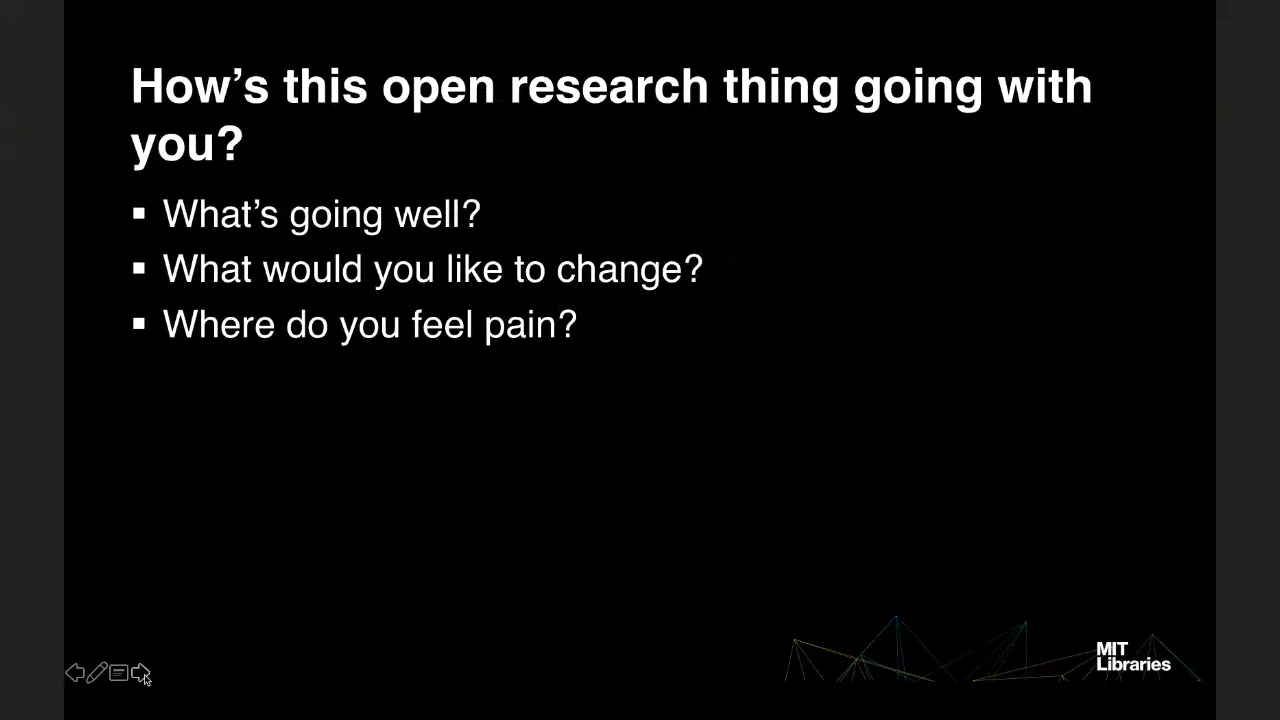 How’s this open research thing going with
you?
▪ What’s going well?
▪ What would you like to change?
▪ Where do you feel pain?
MIT
Libraries